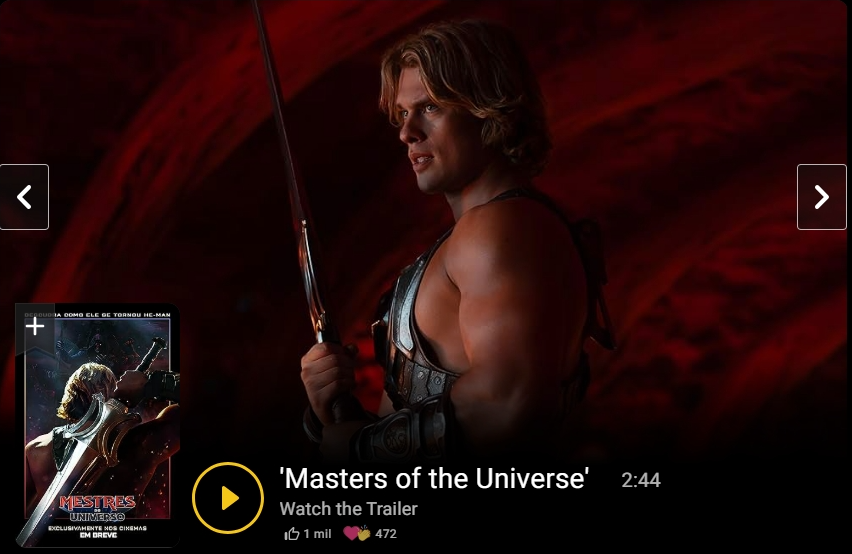 DESCUBRA COMO ELE SE TORNOU HE-MAN
MESTRES
DO
UNIVERSO
EXCLUSIVAMENTE NOS CINEMAS
EM BREVE
'Masters of the Universe' 2:44
Watch the Trailer
1 mil 472